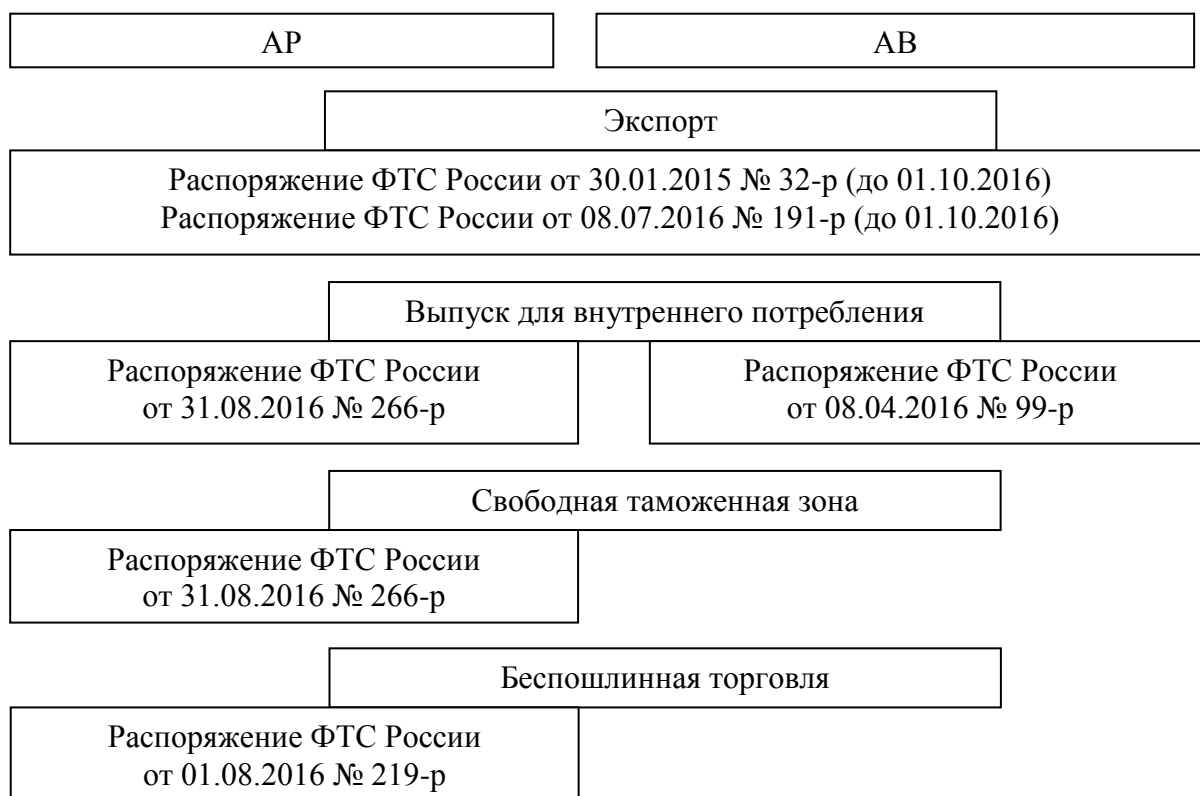 АР
АВ
Экспорт
Распоряжение ФТС России от 30.01.2015 № 32-р (до 01.10.2016)
Распоряжение ФТС России от 08.07.2016 № 191-р (до 01.10.2016)
Выпуск для внутреннего потребления
Распоряжение ФТС России
от 31.08.2016 № 266-р
Распоряжение ФТС России
от 08.04.2016 № 99-р
Свободная таможенная зона
Распоряжение ФТС России
от 31.08.2016 № 266-р
Беспошлинная торговля
Распоряжение ФТС России
от 01.08.2016 № 219-р